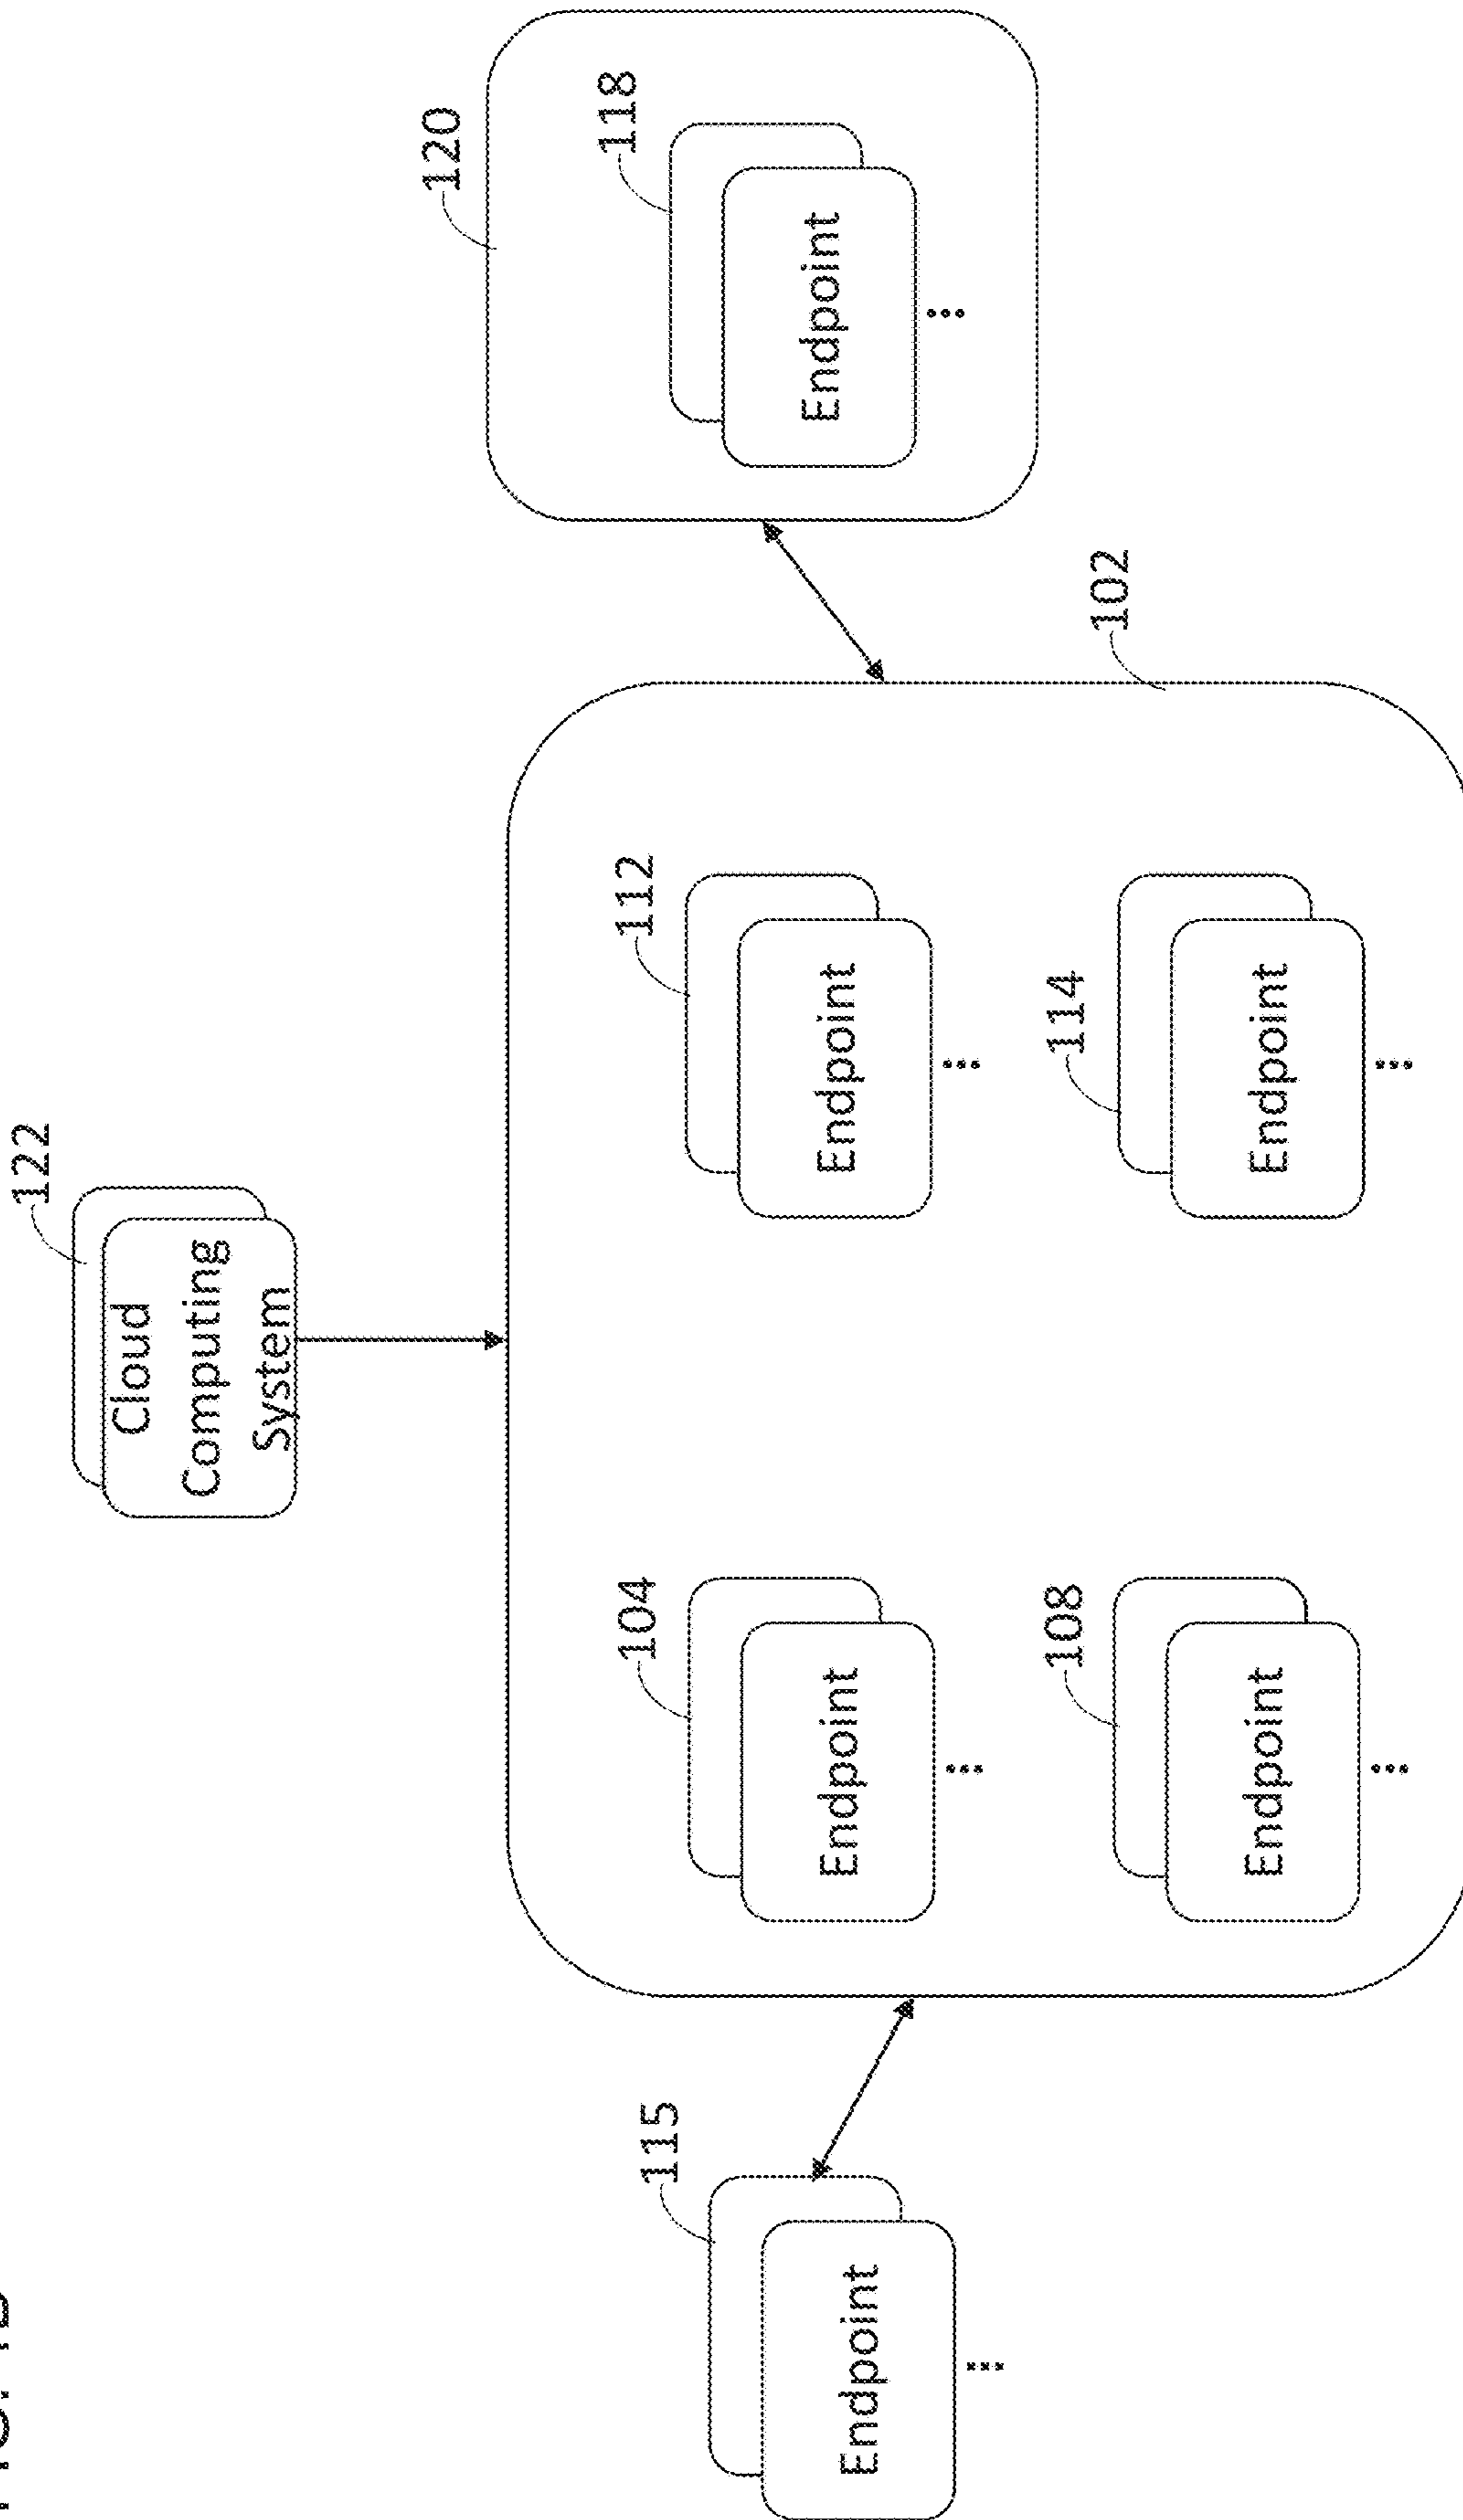 122
Cloud
Computing
System
120
118
Endpoint
115
Endpoint
104
Endpoint
112
Endpoint
102
108
Endpoint
114
Endpoint